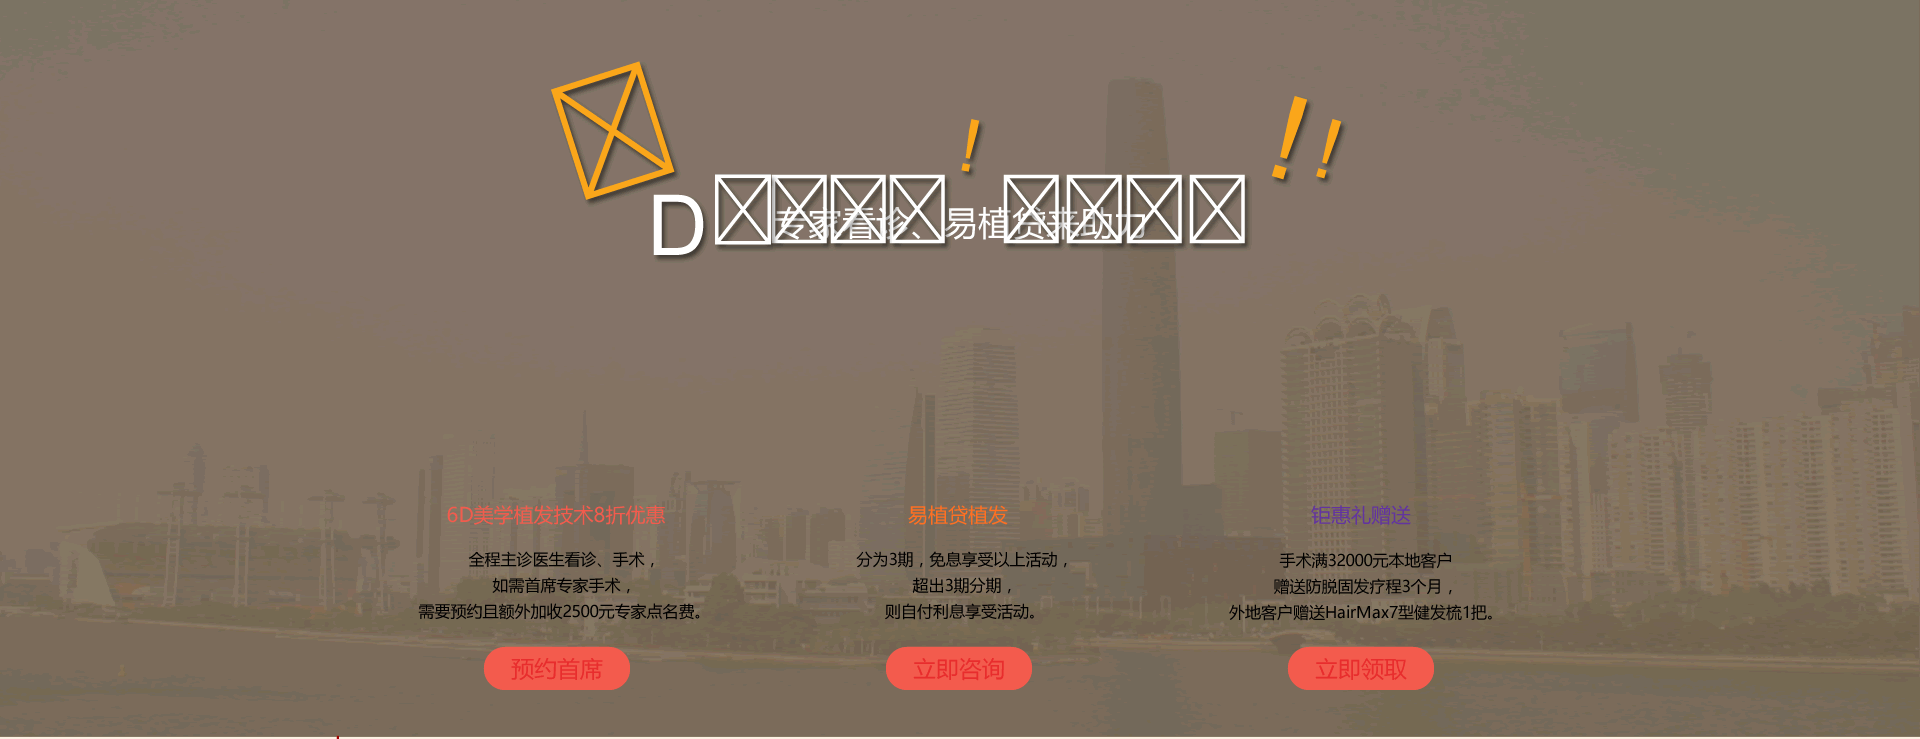 D
！
！！
专家看诊、易植贷来助力
6D美学植发技术8折优惠
全程主诊医生看诊、手术，
如需首席专家手术，
需要预约且额外加收2500元专家点名费。
预约首席
易植贷植发
分为3期，免息享受以上活动，
超出3期分期，
则自付利息享受活动。
立即咨询
钜惠礼赠送
手术满32000元本地客户
赠送防脱固发疗程3个月，
外地客户赠送HairMax7型健发梳1把。
立即领取